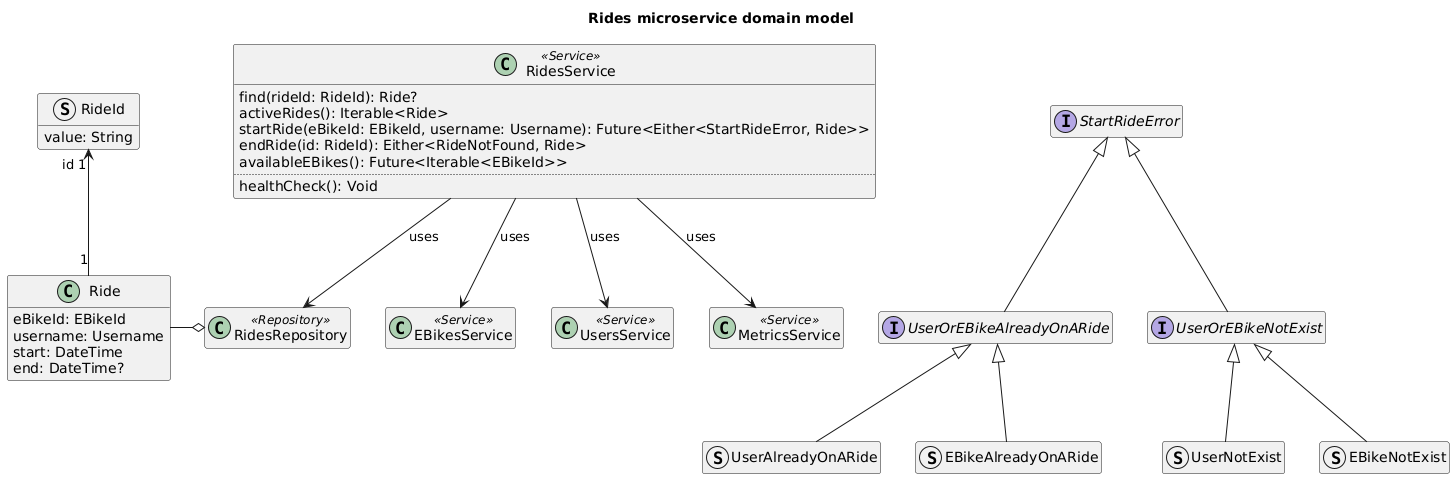 Rides microservice domain model
«Service»
C RidesService
find(rideId: RideId): Ride?
activeRides(): Iterable<Ride>
startRide(eBikeId: EBikeId, username: Username): Future<Either<StartRideError, Ride>>
endRide(id: RideId): Either<RideNotFound, Ride>
availableEBikes(): Future<Iterable<EBikeId>>
healthCheck(): Void
S RideId
value: String
I StartRideError
id 1
1
uses
uses
uses
uses
C Ride
eBikeId: EBikeId
username: Username
start: DateTime
end: DateTime?
«Repository»
C RidesRepository
«Service»
C EBikesService
«Service»
C UsersService
«Service»
C MetricsService
I UserOrEBikeAlreadyOnARide
I UserOrEBikeNotExist
S UserAlreadyOnARide
S EBikeAlreadyOnARide
S UserNotExist
S EBikeNotExist